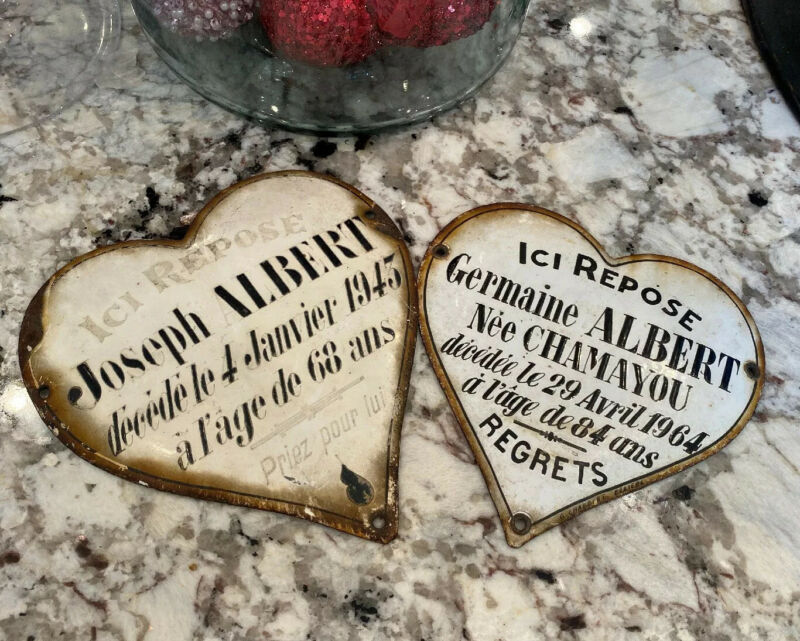 ICI REPOSE
Joseph ALBERT
décédé le 4 Janvier 1945
à l'âge de 68 ans
Priez pour lui
ICI REPOSE
Germaine ALBERT
Née CHAMAYOU
décédée le 29 Avril 1964
à l'âge de 84 ans
REGRETS